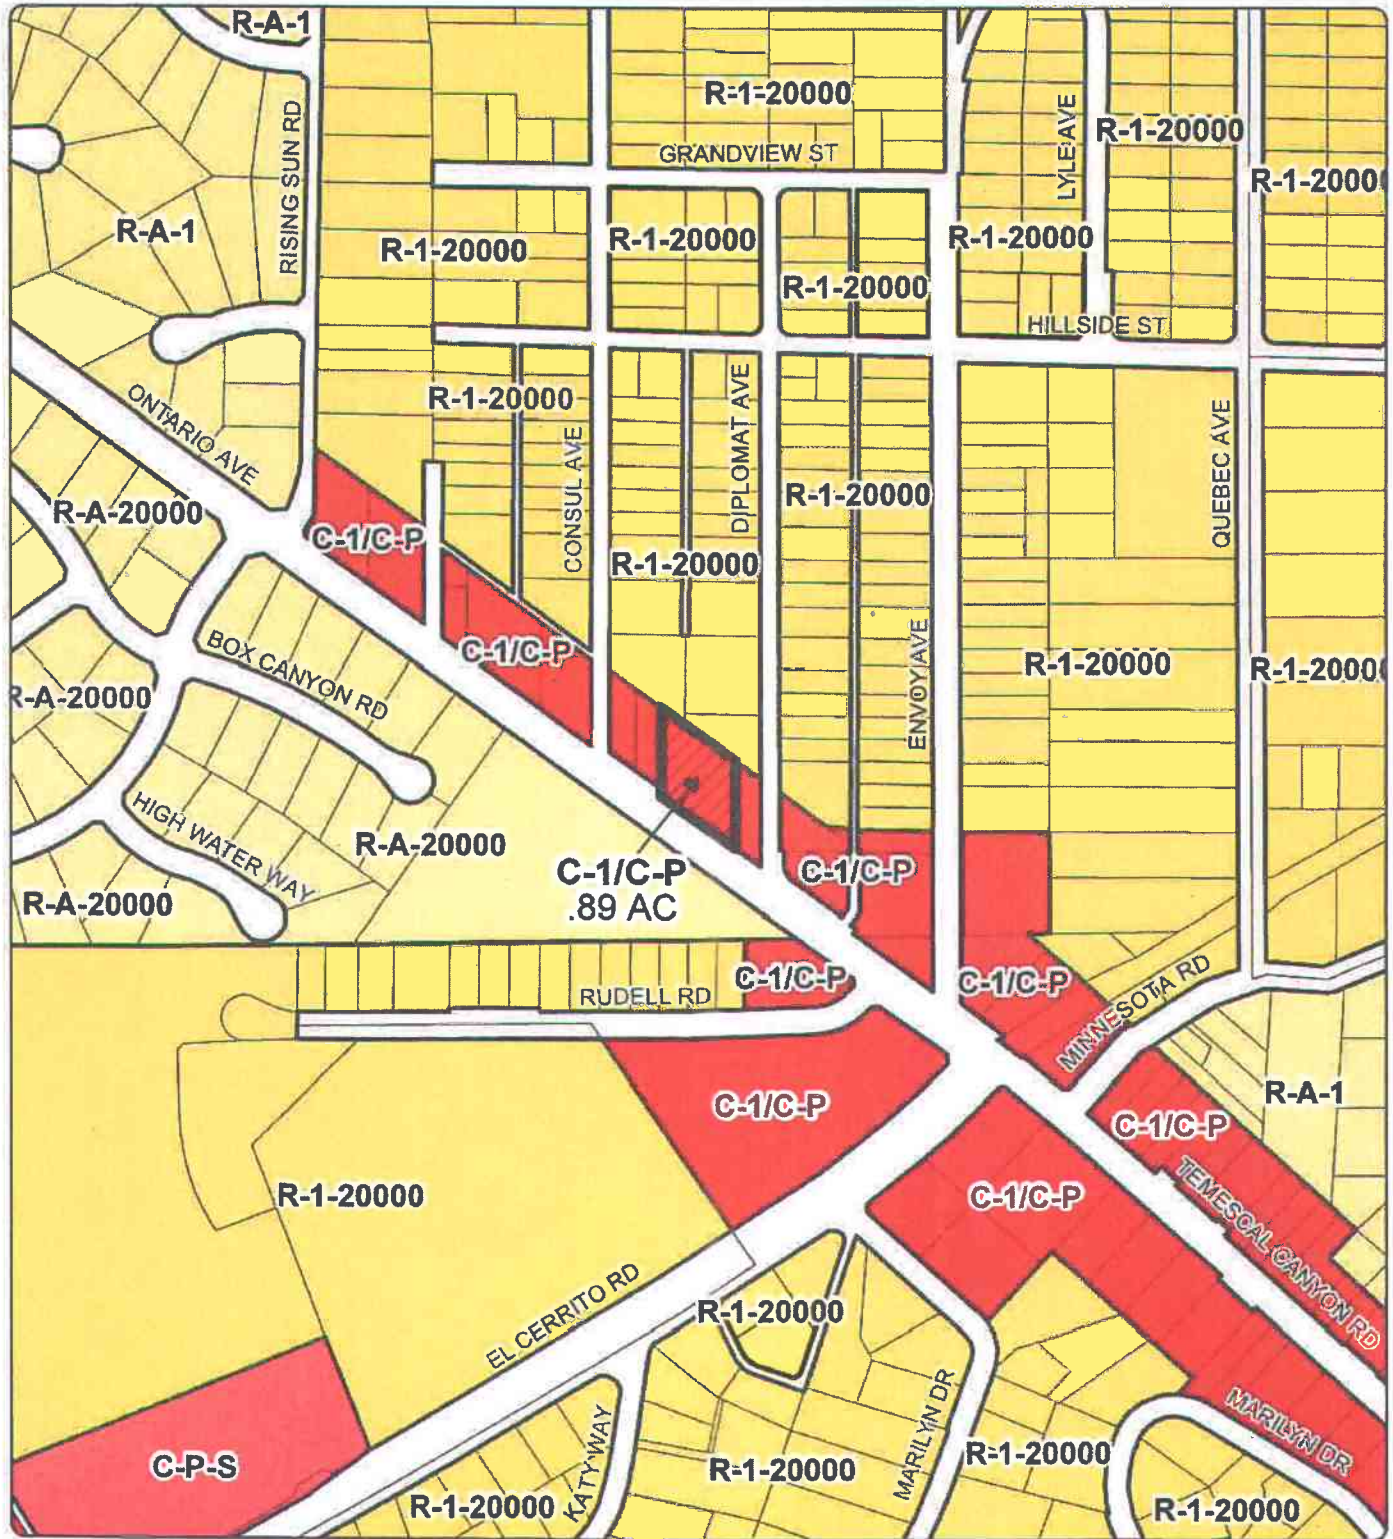 R-A-1
R-1-20000
LYLE AVE
R-1-20000
RISING SUN RD
GRANDVIEW ST
R-1-2000
R-A-1
R-1-20000
R-1-20000
R-1-20000
R-1-20000
HILLSIDE ST
ONTARIO AVE
R-1-20000
CONSUL AVE
DIPLOMAT AVE
QUEBEC AVE
R-1-20000
R-A-20000
C-1/C-P
R-1-20000
C-1/C-P
BOX CANYON RD
ENVOY AVE
R-1-20000
R-1-2000
R-A-20000
HIGH WATER WAY
R-A-20000
C-1/C-P
.89 AC
C-1/C-P
R-A-20000
C-1/C-P
C-1/C-P
RUDELL RD
MINNESOTA RD
C-1/C-P
R-A-1
C-1/C-P
R-1-20000
C-1/C-P
TEMESCAL CANYON RD
EL CERRITO RD
R-1-20000
MARILYN DR
MARILYN DR
C-P-S
KATY WAY
R-1-20000
R-1-20000
R-1-20000
R-1-20000